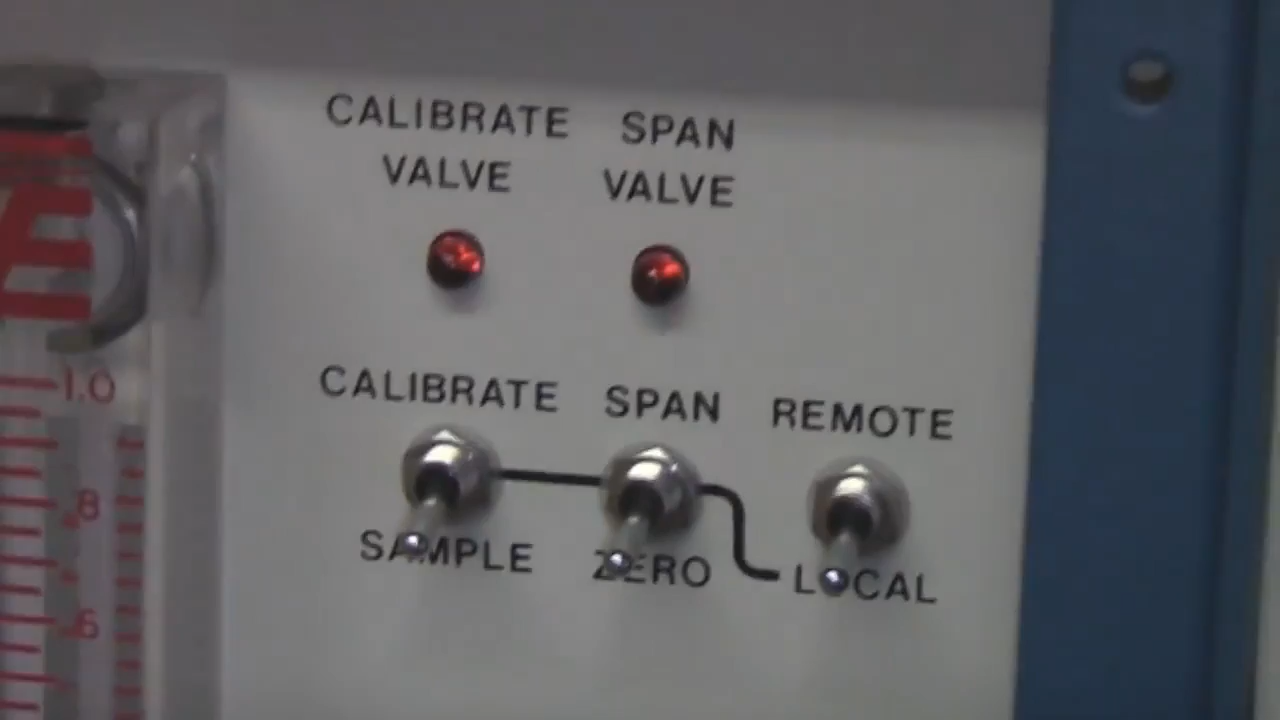 CALIBRATE SPAN
VALVE VALVE
CALIBRATE SPAN REMOTE
SAMPLE ZERO LOCAL
1.0
.8
.6